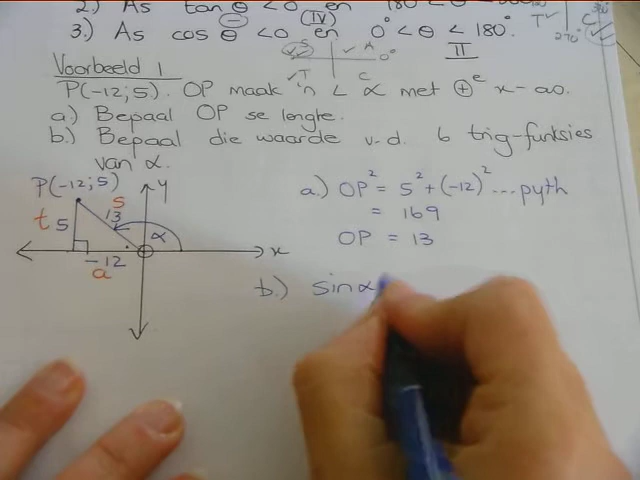 2.) As tan θ < 0 en 180° < θ <
(IV)
3.) As cos θ < 0 en 0° < θ < 180°.
II
S A 0°
T C
T C
270°
Voorbeeld 1
P(-12;5). OP maak 'n < α met ⊕e x-as.
a.) Bepaal OP se lengte.
b.) Bepaal die waarde v.d. 6 trig-funksies
van α.
P(-12;5)
y
s
13
t 5
α
x
-12
a
a.) OP² = 5² + (-12)² ... pyth
= 169
OP = 13
b.) sin α